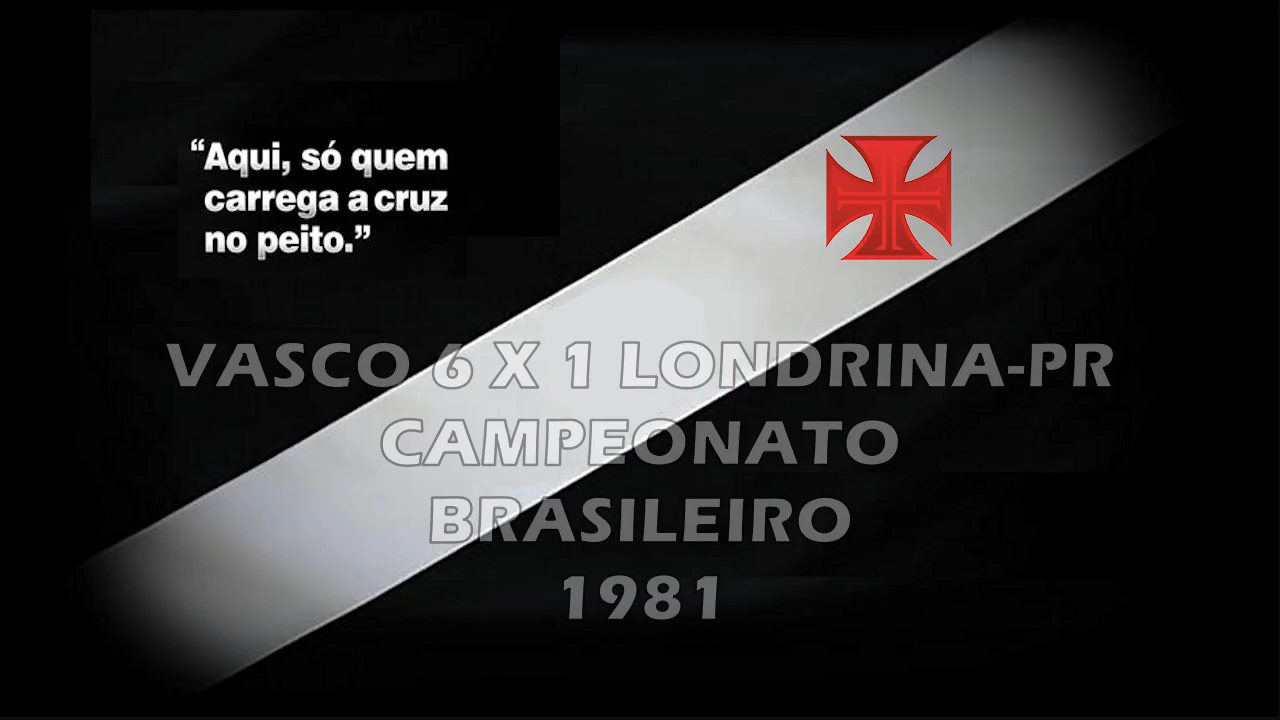 “Aqui, só quem
carrega a cruz
no peito.”
VASCO 6 X 1 LONDRINA-PR
CAMPEONATO
BRASILEIRO
1981